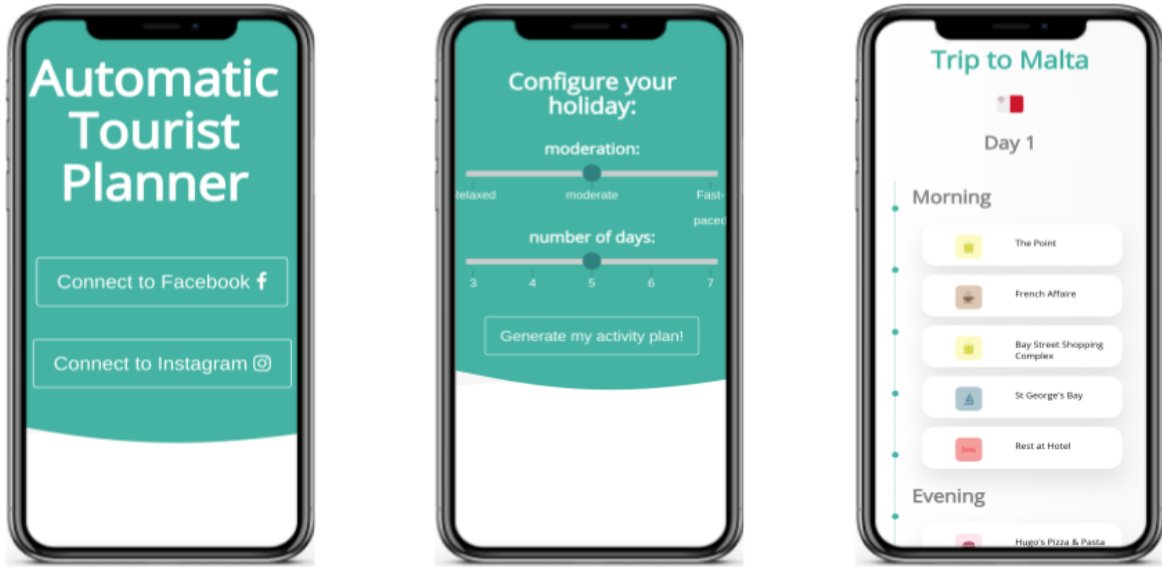 Automatic
Tourist
Planner
Connect to Facebook
Connect to Instagram
Configure your
holiday:
moderation:
Relaxed moderate Fast-
paced
number of days:
3 4 5 6 7
Generate my activity plan!
Trip to Malta
Day 1
Morning
The Point
French Affaire
Bay Street Shopping
Complex
St George's Bay
Rest at Hotel
Evening
Hugo's Pizza & Pasta